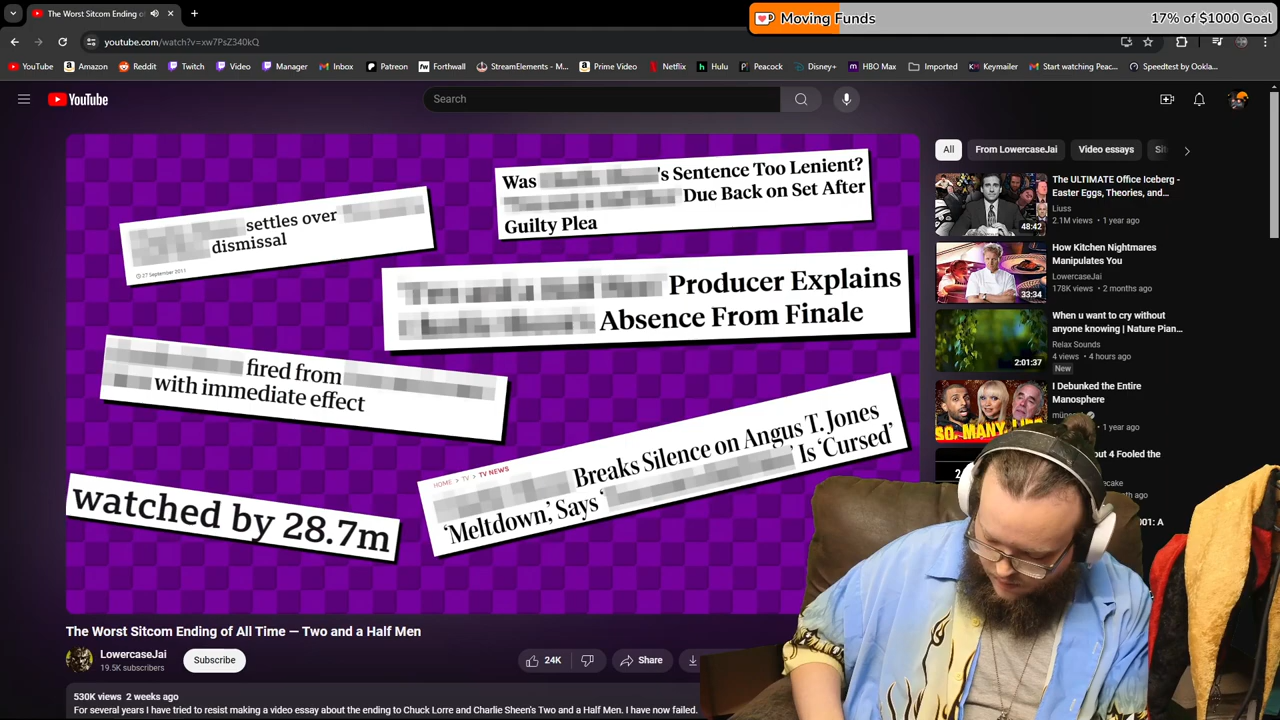 The Worst Sitcom Ending of
Moving Funds
17% of $1000 Goal
youtube.com/watch?v=xw7PsZ340kQ
YouTube Amazon Reddit Twitch Video Manager Inbox Patreon Forthwall StreamElements - M... Prime Video Netflix Hulu Peacock Disney+ HBO Max Imported Keymailer Start watching Peac... Speedtest by Ookla...
YouTube
Search
All From LowercaseJai Video essays
settles over
dismissal
27 September 2011
Was 's Sentence Too Lenient?
Due Back on Set After
Guilty Plea
Producer Explains
Absence From Finale
fired from
with immediate effect
HOME > TV > TV NEWS
Breaks Silence on Angus T. Jones
'Meltdown,' Says ' ' Is 'Cursed'
watched by 28.7m
The ULTIMATE Office Iceberg -
Easter Eggs, Theories, and...
Liuss
2.1M views • 1 year ago
48:42
How Kitchen Nightmares
Manipulates You
LowercaseJai
178K views • 2 months ago
33:34
When u want to cry without
anyone knowing | Nature Pian...
Relax Sounds
4 views • 4 hours ago
New
2:01:37
I Debunked the Entire
Manosphere
1 year ago
SO, MANY,
4 Fooled the
The Worst Sitcom Ending of All Time — Two and a Half Men
LowercaseJai
19.5K subscribers
Subscribe
24K
Share
530K views 2 weeks ago
For several years I have tried to resist making a video essay about the ending to Chuck Lorre and Charlie Sheen's Two and a Half Men. I have now failed.